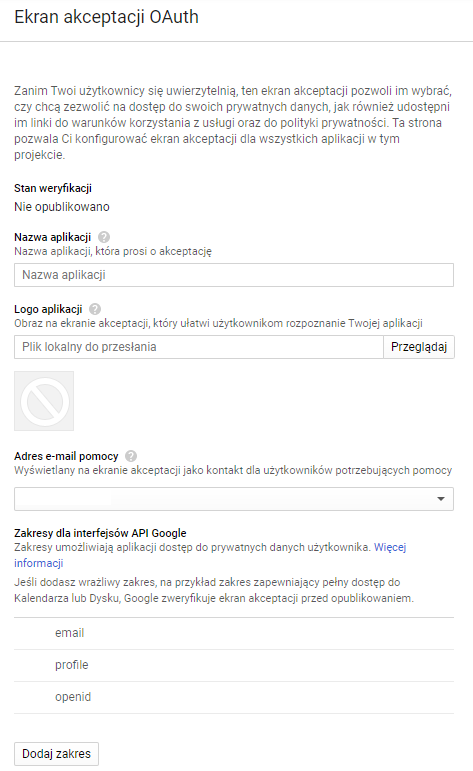 Ekran akceptacji OAuth
Zanim Twoi użytkownicy się uwierzytelnią, ten ekran akceptacji pozwoli im wybrać,
czy chcą zezwolić na dostęp do swoich prywatnych danych, jak również udostępni
im linki do warunków korzystania z usługi oraz do polityki prywatności. Ta strona
pozwala Ci konfigurować ekran akceptacji dla wszystkich aplikacji w tym
projekcie.
Stan weryfikacji
Nie opublikowano
Nazwa aplikacji ?
Nazwa aplikacji, która prosi o akceptację
Nazwa aplikacji
Logo aplikacji ?
Obraz na ekranie akceptacji, który ułatwi użytkownikom rozpoznanie Twojej aplikacji
Plik lokalny do przesłania Przeglądaj
Adres e-mail pomocy ?
Wyświetlany na ekranie akceptacji jako kontakt dla użytkowników potrzebujących pomocy
Zakresy dla interfejsów API Google
Zakresy umożliwiają aplikacji dostęp do prywatnych danych użytkownika. Więcej
informacji
Jeśli dodasz wrażliwy zakres, na przykład zakres zapewniający pełny dostęp do
Kalendarza lub Dysku, Google zweryfikuje ekran akceptacji przed opublikowaniem.
email
profile
openid
Dodaj zakres